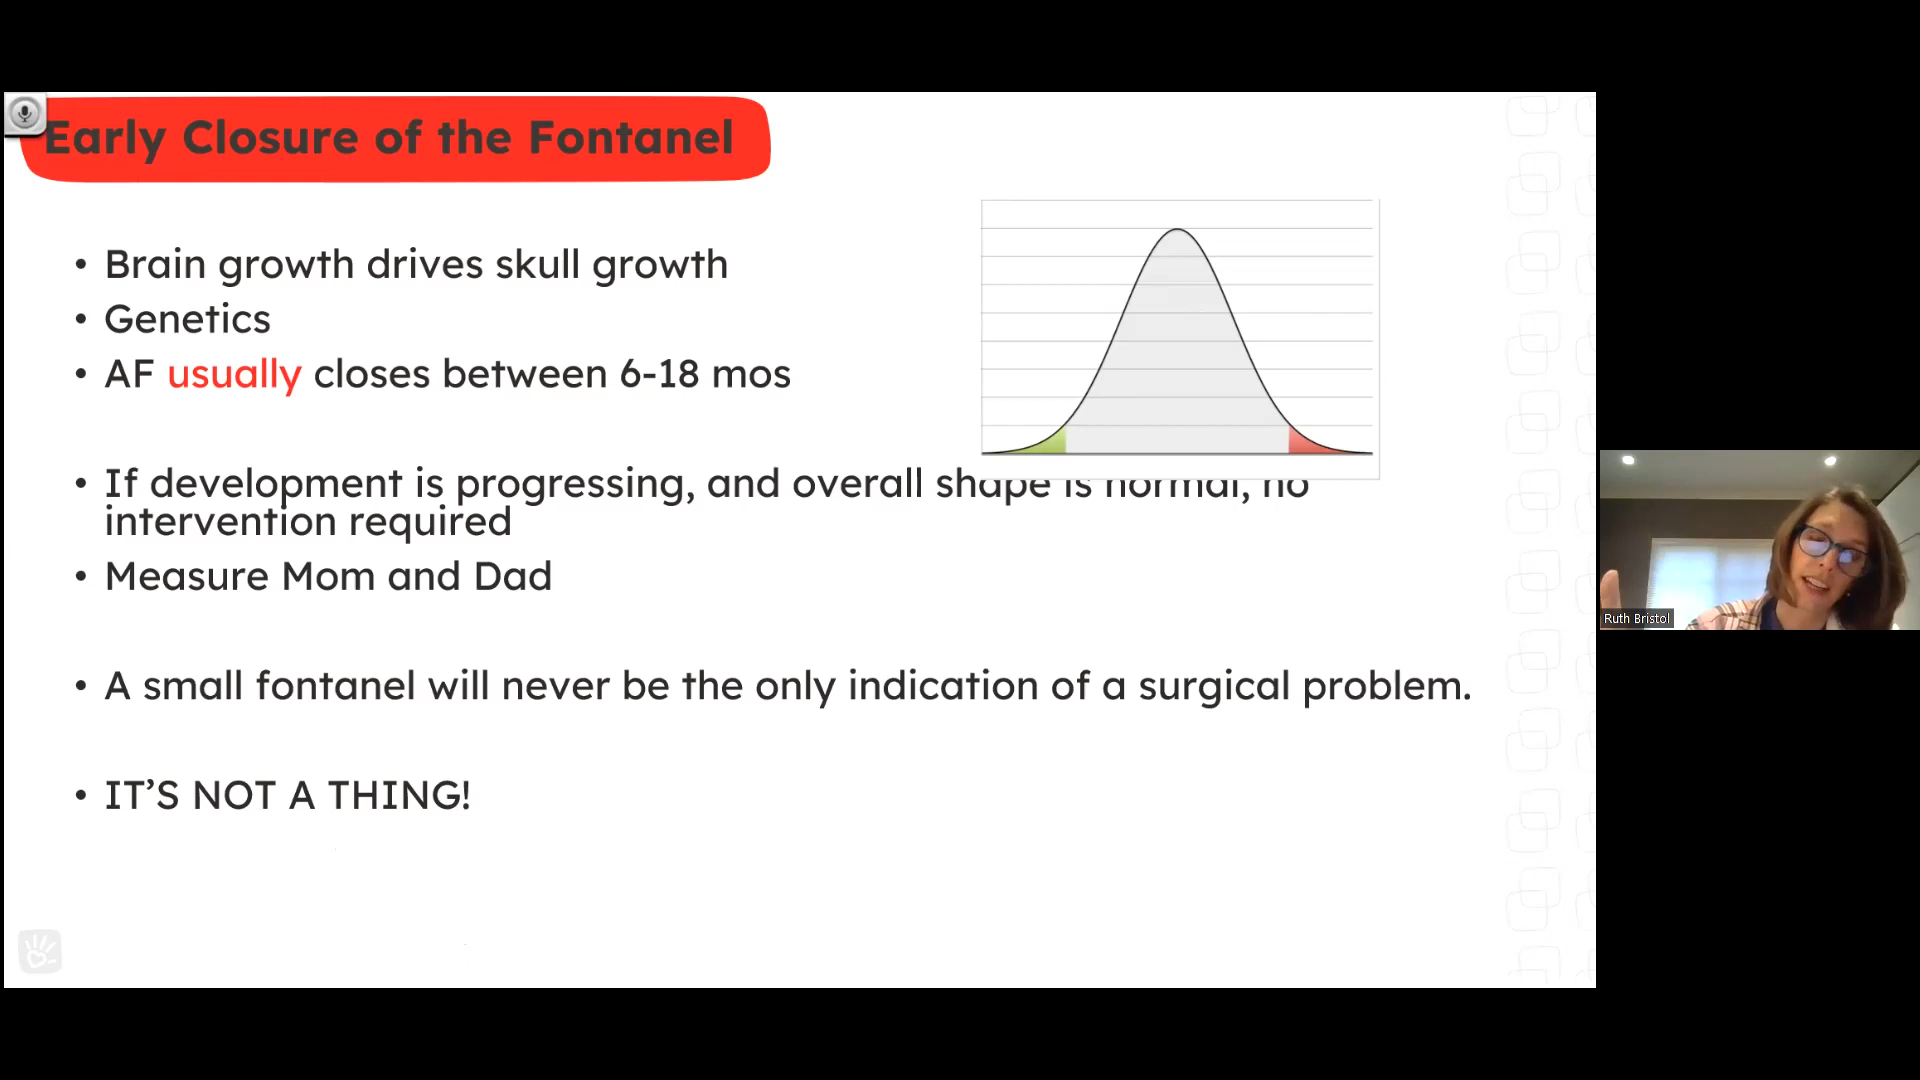 Early Closure of the Fontanel
• Brain growth drives skull growth
• Genetics
• AF usually closes between 6-18 mos
• If development is progressing, and overall shape is normal, no
intervention required
• Measure Mom and Dad
• A small fontanel will never be the only indication of a surgical problem.
• IT’S NOT A THING!
Ruth Bristol